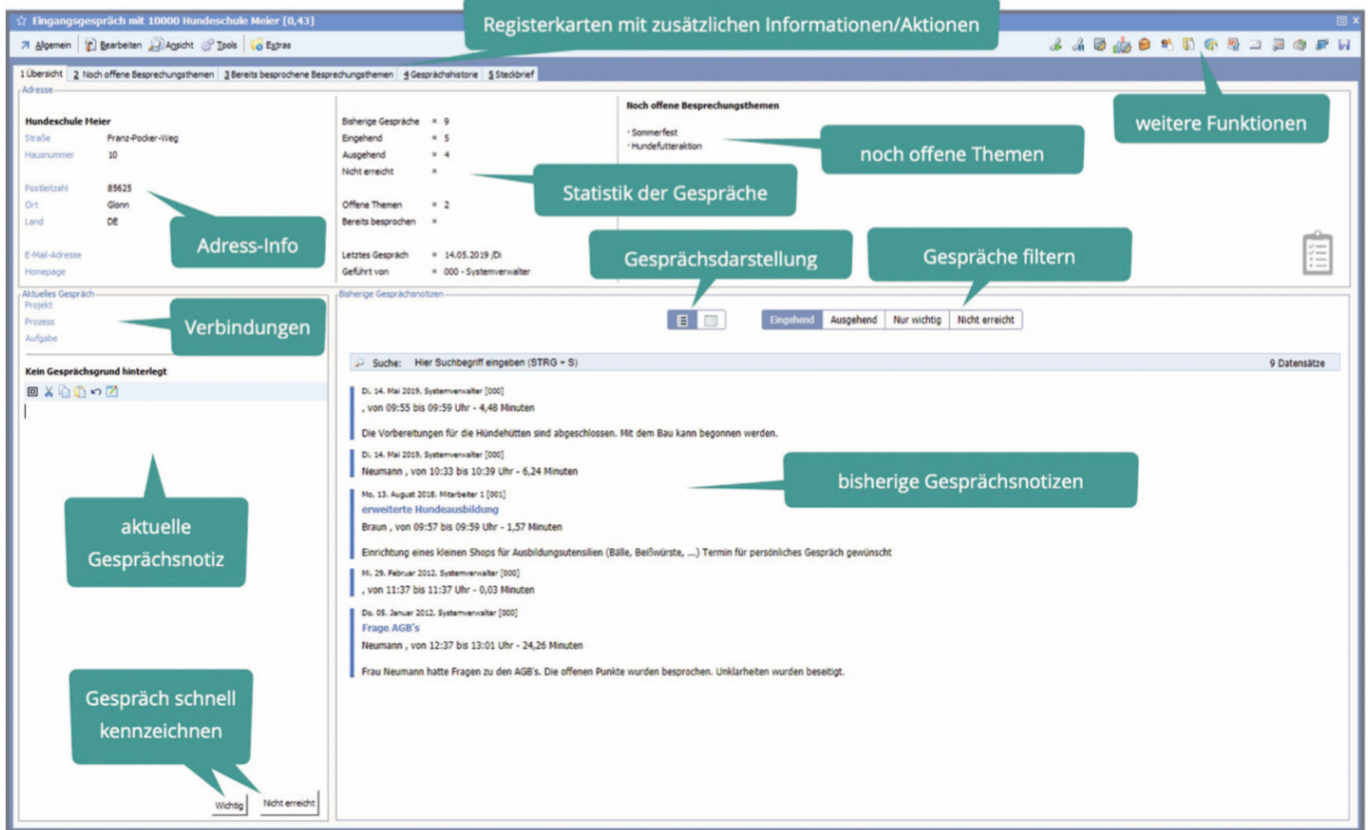 Eingangsgespräch mit 10000 Hundeschule Meier [0,43]
Registerkarten mit zusätzlichen Informationen/Aktionen
Allgemein Bearbeiten Ansicht Tools Extras
1 Übersicht 2 Noch offene Besprechungsthemen 3 Bereits besprochene Besprechungsthemen 4 Gesprächshistorie 5 Steckbrief
weitere Funktionen
Adresse
Hundeschule Meier
Straße Franz-Pocker-Weg
Hausnummer 10
Postleitzahl 85625
Ort Glonn
Land DE
E-Mail-Adresse
Homepage
Adress-Info
Bisherige Gespräche = 9
Eingehend = 5
Ausgehend = 4
Nicht erreicht =
Offene Themen = 2
Bereits besprochen =
Letztes Gespräch = 14.05.2019 /Di
Geführt von = 000 - Systemverwalter
Statistik der Gespräche
Noch offene Besprechungsthemen
· Sommerfest
· Hundefutteraktion
noch offene Themen
Gesprächsdarstellung
Gespräche filtern
Aktuelles Gespräch
Projekt
Prozess
Aufgabe
Verbindungen
Kein Gesprächsgrund hinterlegt
aktuelle
Gesprächsnotiz
Gespräch schnell
kennzeichnen
Wichtig Nicht erreicht
Bisherige Gesprächsnotizen
Eingehend Ausgehend Nur wichtig Nicht erreicht
Suche: Hier Suchbegriff eingeben (STRG + S) 9 Datensätze
Di, 14. Mai 2019, Systemverwalter [000]
, von 09:55 bis 09:59 Uhr - 4,48 Minuten
Die Vorbereitungen für die Hündehütten sind abgeschlossen. Mit dem Bau kann begonnen werden.
Di, 14. Mai 2019, Systemverwalter [000]
Neumann , von 10:33 bis 10:39 Uhr - 6,24 Minuten
bisherige Gesprächsnotizen
Mo, 13. August 2018, Mitarbeiter 1 [001]
erweiterte Hundeausbildung
Braun , von 09:57 bis 09:59 Uhr - 1,57 Minuten
Einrichtung eines kleinen Shops für Ausbildungsutensilien (Bälle, Beißwürste, ...) Termin für persönliches Gespräch gewünscht
Mi, 29. Februar 2012, Systemverwalter [000]
, von 11:37 bis 11:37 Uhr - 0,03 Minuten
Do, 05. Januar 2012, Systemverwalter [000]
Frage AGB's
Neumann , von 12:37 bis 13:01 Uhr - 24,26 Minuten
Frau Neumann hatte Fragen zu den AGB's. Die offenen Punkte wurden besprochen. Unklarheiten wurden beseitigt.